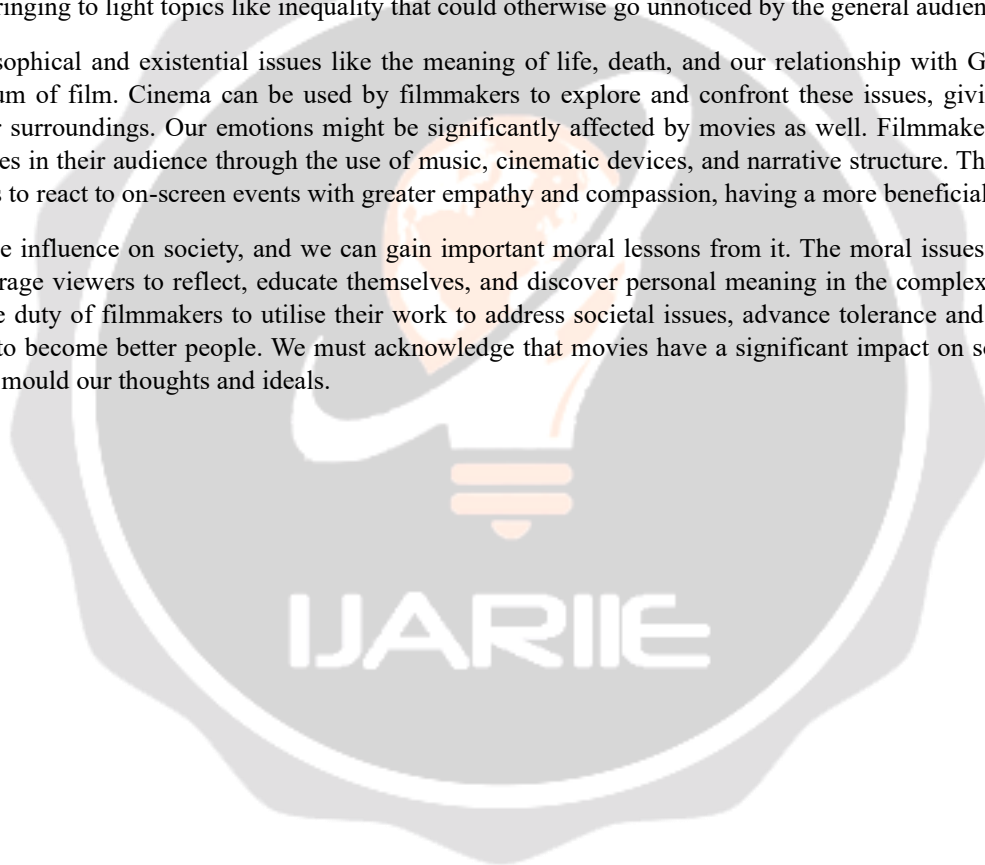 ringing to light topics like inequality that could otherwise go unnoticed by the general audien
sophical and existential issues like the meaning of life, death, and our relationship with G
um of film. Cinema can be used by filmmakers to explore and confront these issues, givi
surroundings. Our emotions might be significantly affected by movies as well. Filmmake
es in their audience through the use of music, cinematic devices, and narrative structure. Th
s to react to on-screen events with greater empathy and compassion, having a more beneficial
e influence on society, and we can gain important moral lessons from it. The moral issues
rage viewers to reflect, educate themselves, and discover personal meaning in the complex
e duty of filmmakers to utilise their work to address societal issues, advance tolerance and
to become better people. We must acknowledge that movies have a significant impact on s
mould our thoughts and ideals.
IJARIIE